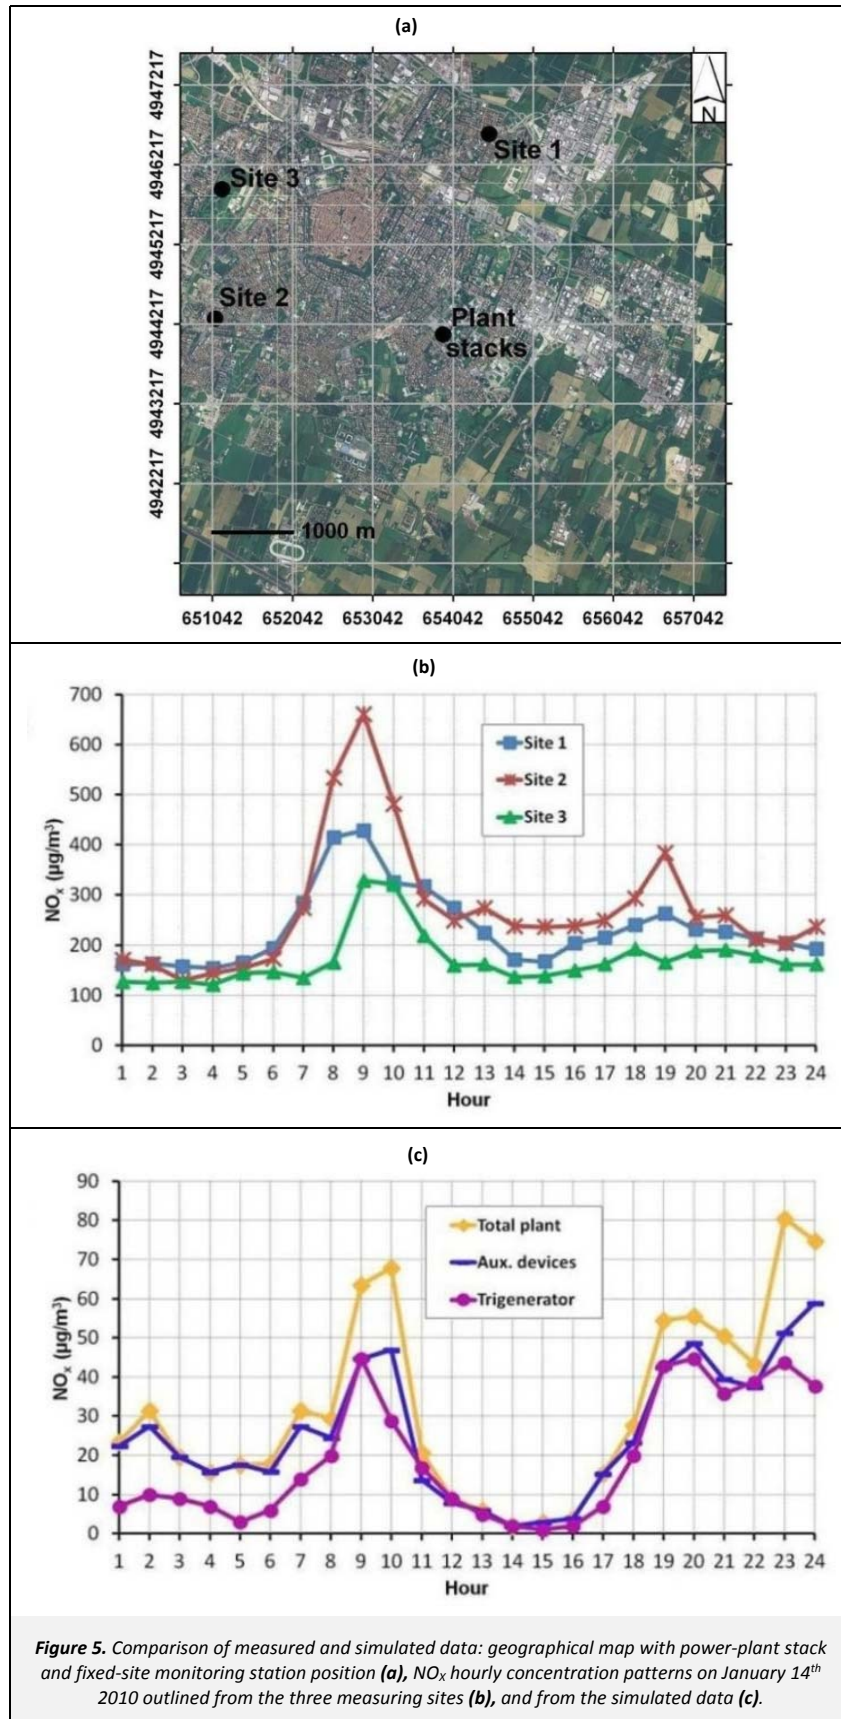 (a)
4947217
4946217
4945217
4944217
4943217
4942217
N
Site 1
Site 3
Site 2
Plant
stacks
1000 m
651042 652042 653042 654042 655042 656042 657042
(b)
700
600
500
400
300
200
100
0
NOx (µg/m³)
Site 1
Site 2
Site 3
1 2 3 4 5 6 7 8 9 10 11 12 13 14 15 16 17 18 19 20 21 22 23 24
Hour
(c)
90
80
70
60
50
40
30
20
10
0
NOx (µg/m³)
Total plant
Aux. devices
Trigenerator
1 2 3 4 5 6 7 8 9 10 11 12 13 14 15 16 17 18 19 20 21 22 23 24
Hour
Figure 5. Comparison of measured and simulated data: geographical map with power-plant stack
and fixed-site monitoring station position (a), NOX hourly concentration patterns on January 14th
2010 outlined from the three measuring sites (b), and from the simulated data (c).